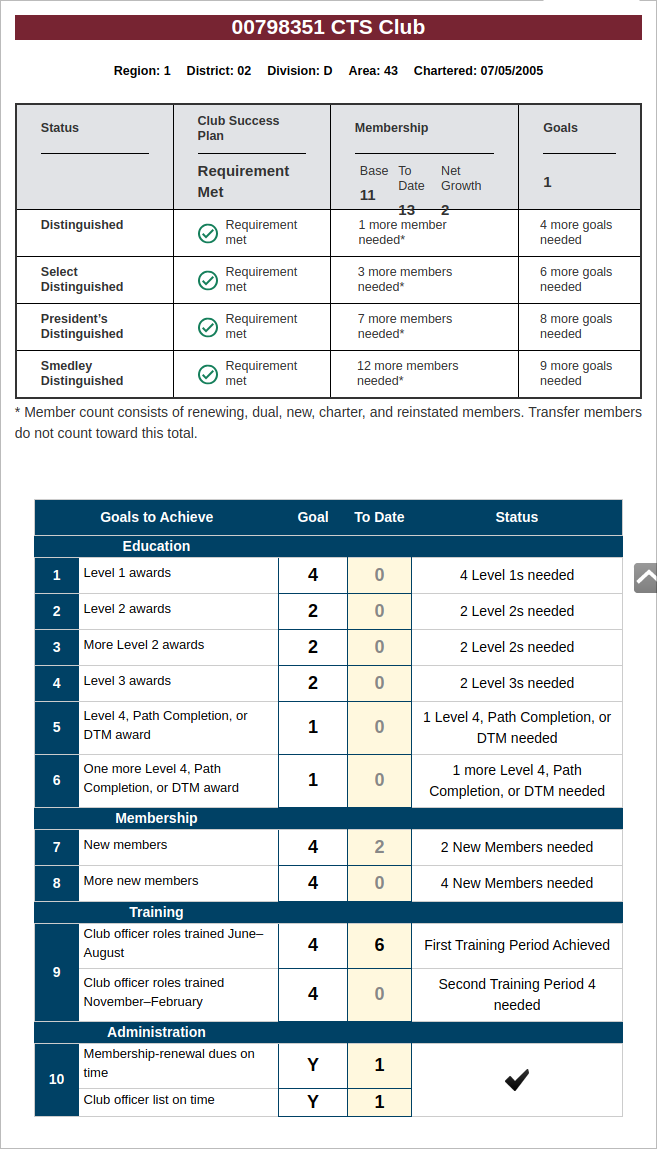 00798351 CTS Club
Region: 1 District: 02 Division: D Area: 43 Chartered: 07/05/2005
Status
Club Success
Plan
Membership
Goals
Requirement
Met
Base
11
To
Date
13
Net
Growth
2
1
Distinguished
Requirement
met
1 more member
needed*
4 more goals
needed
Select
Distinguished
Requirement
met
3 more members
needed*
6 more goals
needed
President's
Distinguished
Requirement
met
7 more members
needed*
8 more goals
needed
Smedley
Distinguished
Requirement
met
12 more members
needed*
9 more goals
needed
* Member count consists of renewing, dual, new, charter, and reinstated members. Transfer members
do not count toward this total.
Goals to Achieve Goal To Date Status
Education
1 Level 1 awards 4 0 4 Level 1s needed
2 Level 2 awards 2 0 2 Level 2s needed
3 More Level 2 awards 2 0 2 Level 2s needed
4 Level 3 awards 2 0 2 Level 3s needed
5
Level 4, Path Completion, or
DTM award
1 0
1 Level 4, Path Completion, or
DTM needed
6
One more Level 4, Path
Completion, or DTM award
1 0
1 more Level 4, Path
Completion, or DTM needed
Membership
7 New members 4 2 2 New Members needed
8 More new members 4 0 4 New Members needed
Training
9
Club officer roles trained June–
August
4 6 First Training Period Achieved
Club officer roles trained
November–February
4 0
Second Training Period 4
needed
Administration
10
Membership-renewal dues on
time
Y 1
Club officer list on time Y 1